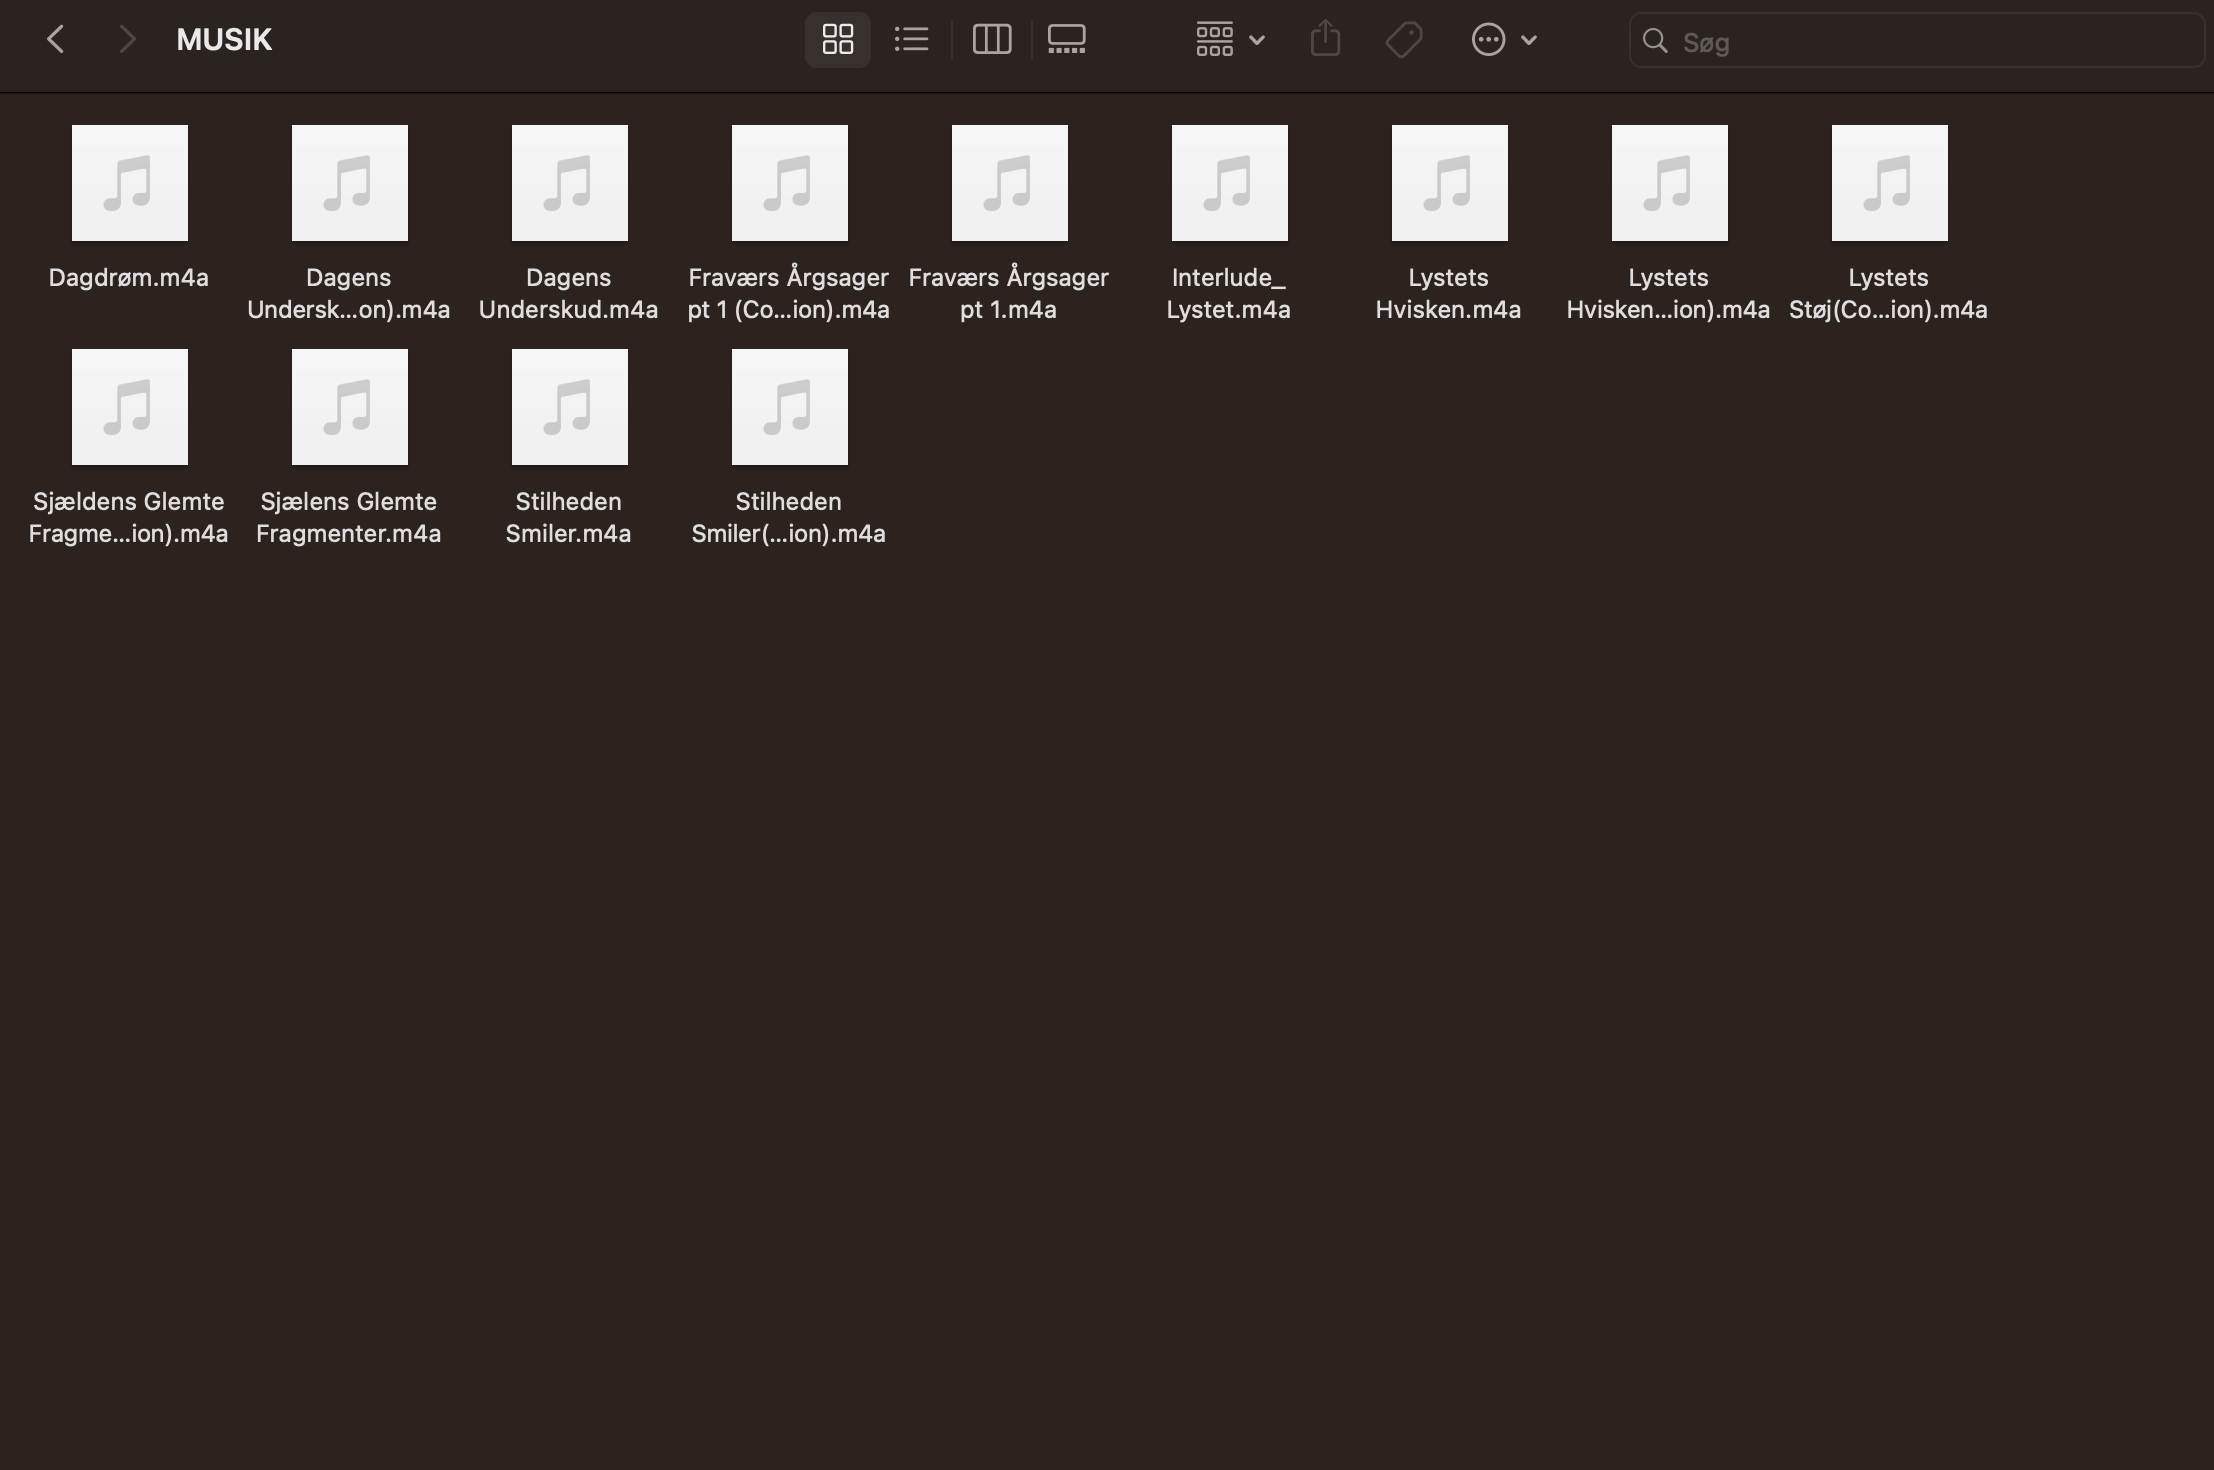 MUSIK
Søg
Dagdrøm.m4a
Dagens
Undersk...on).m4a
Dagens
Underskud.m4a
Fraværs Årgsager
pt 1 (Co...ion).m4a
Fraværs Årgsager
pt 1.m4a
Interlude_
Lystet.m4a
Lystets
Hvisken.m4a
Lystets
Hvisken...ion).m4a
Lystets
Støj(Co...ion).m4a
Sjældens Glemte
Fragme...ion).m4a
Sjælens Glemte
Fragmenter.m4a
Stilheden
Smiler.m4a
Stilheden
Smiler(...ion).m4a